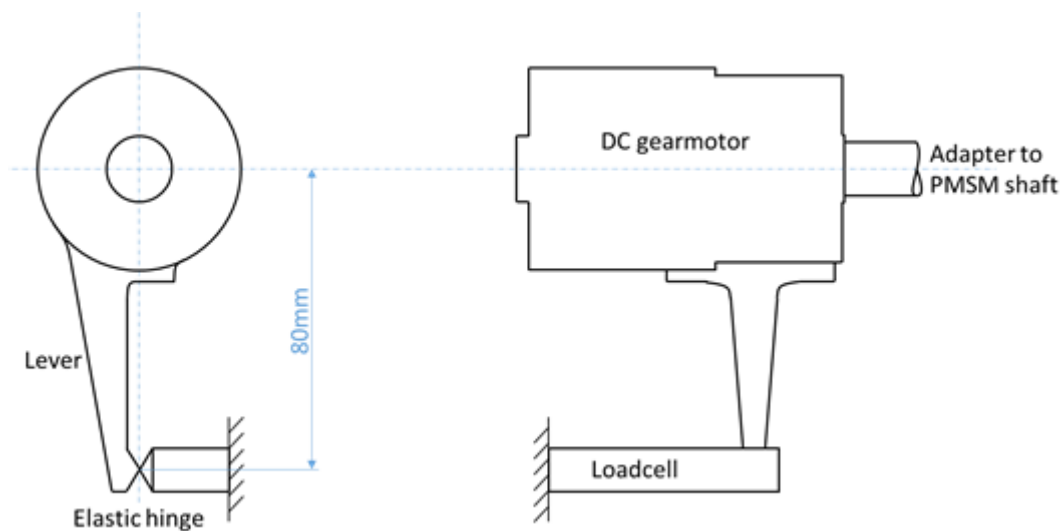 DC gearmotor
Adapter to
PMSM shaft
80mm
Lever
Loadcell
Elastic hinge